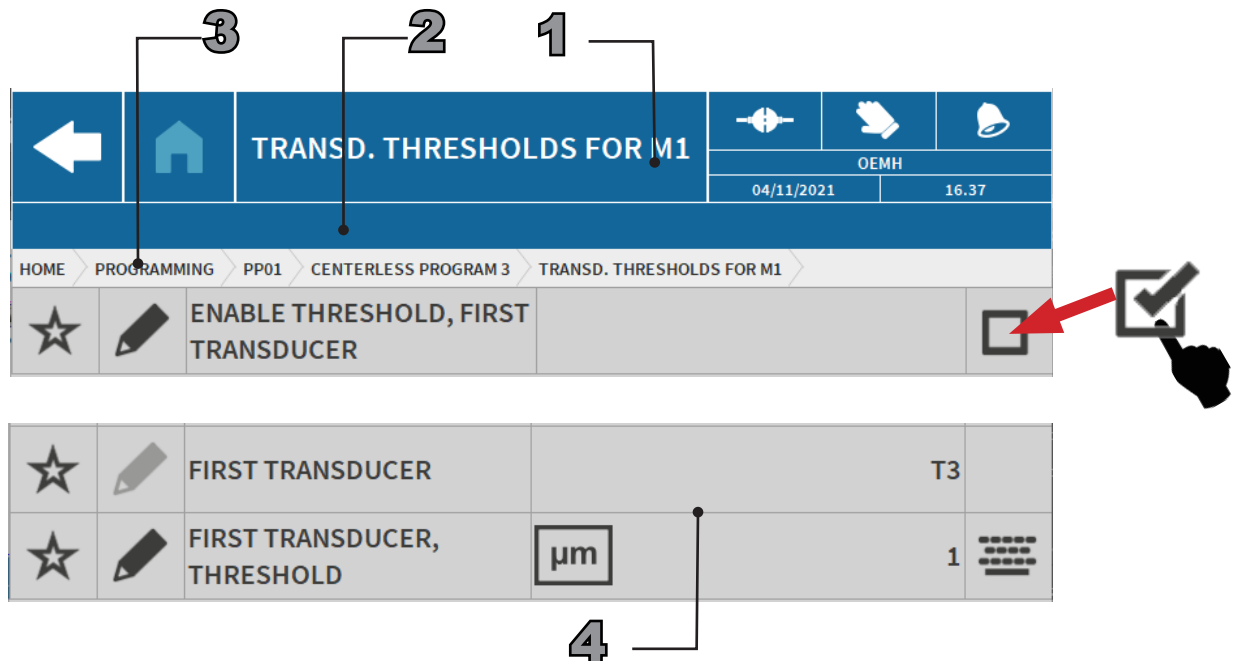 3 2 1
TRANSD. THRESHOLDS FOR M1
OEMH
04/11/2021 16.37
HOME PROGRAMMING PP01 CENTERLESS PROGRAM 3 TRANSD. THRESHOLDS FOR M1
ENABLE THRESHOLD, FIRST
TRANSDUCER
FIRST TRANSDUCER T3
FIRST TRANSDUCER,
THRESHOLD
µm 1
4